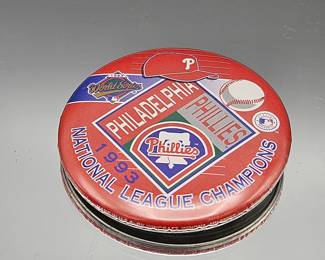 P
World Series
PHILADELPHIA
PHILLIES
1993
Phillies
NATIONAL LEAGUE CHAMPIONS